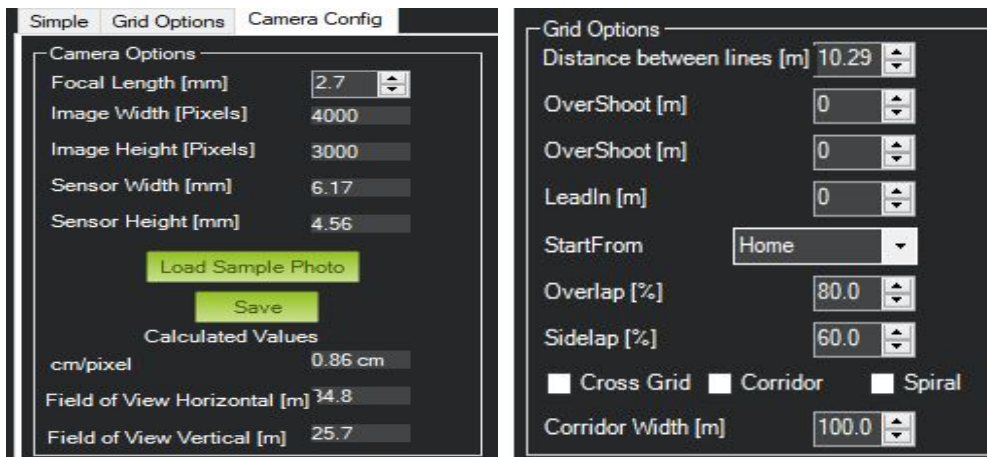 Simple Grid Options Camera Config
Camera Options
Focal Length [mm] 2.7
Image Width [Pixels] 4000
Image Height [Pixels] 3000
Sensor Width [mm] 6.17
Sensor Height [mm] 4.56
Load Sample Photo
Save
Calculated Values
cm/pixel 0.86 cm
Field of View Horizontal [m] 34.8
Field of View Vertical [m] 25.7
Grid Options
Distance between lines [m] 10.29
OverShoot [m] 0
OverShoot [m] 0
LeadIn [m] 0
StartFrom Home
Overlap [%] 80.0
Sidelap [%] 60.0
Cross Grid Corridor Spiral
Corridor Width [m] 100.0